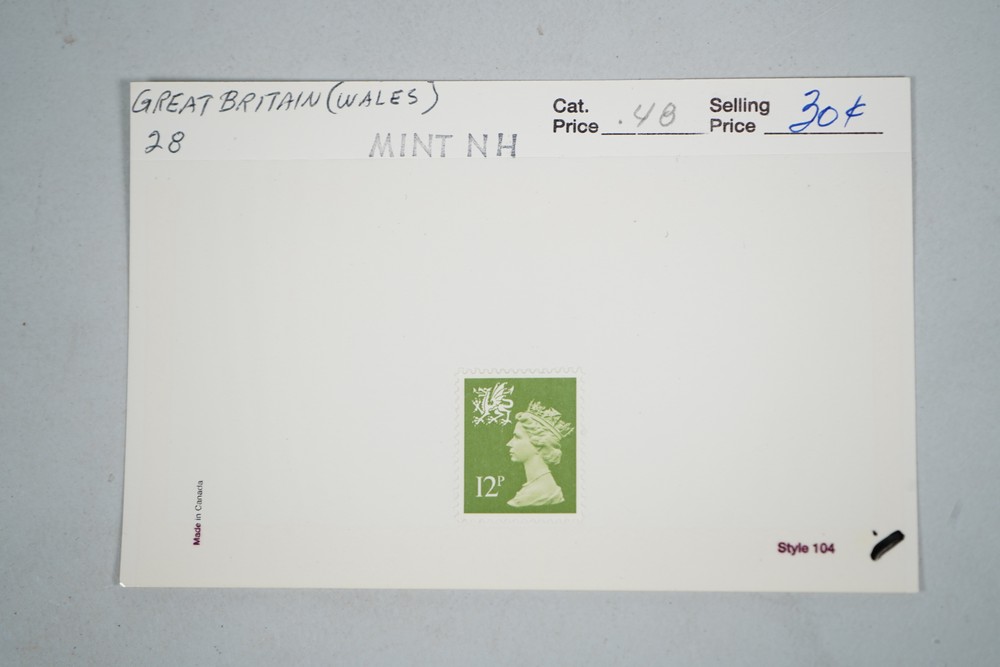 GREAT BRITAIN (WALES)
28
MINT NH
Cat.
Price .48
Selling
Price 30¢
12P
Made in Canada
Style 104